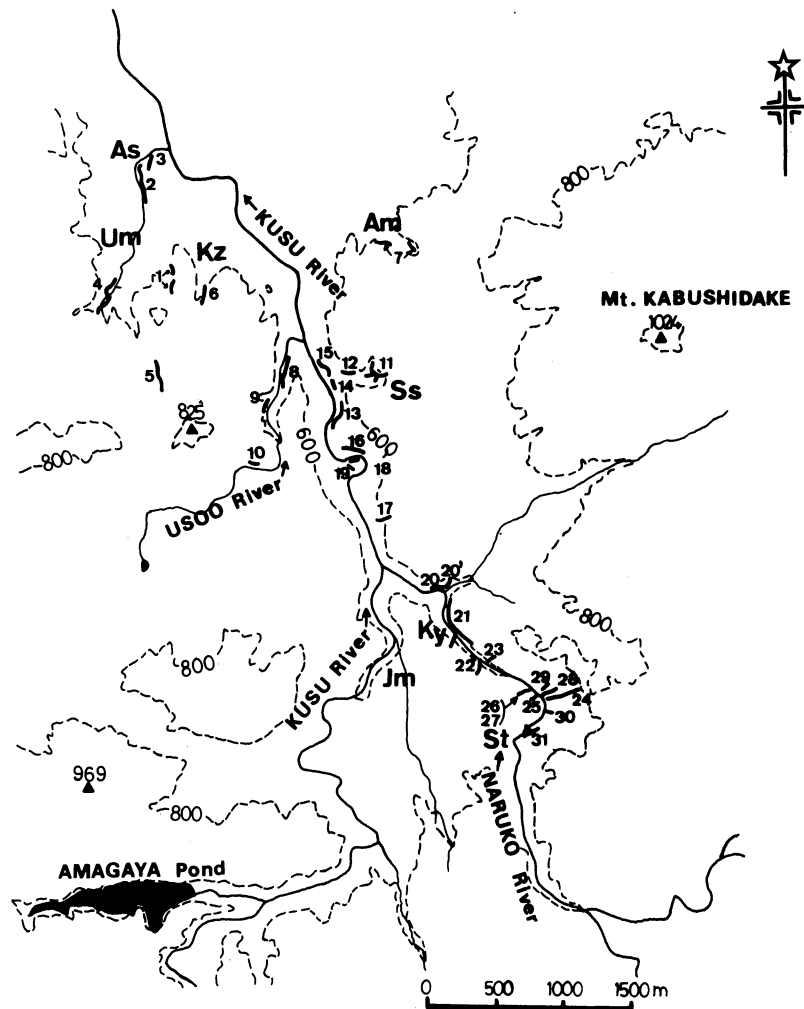 As
3
2
Um
Kz
1
4
6
5
← KUSU River
Am
7
800
Mt. KABUSHIDAKE
1024
15
12
11
14
Ss
13
8
9
825
600
600
16
18
19
10
800
USOO River
17
20
20'
21
Ky
23
22
800
29
28
24
26)
25
27)
30
31
St
Jm
KUSU River
800
969
800
NARUKO River
AMAGAYA Pond
0 500 1000 1500 m